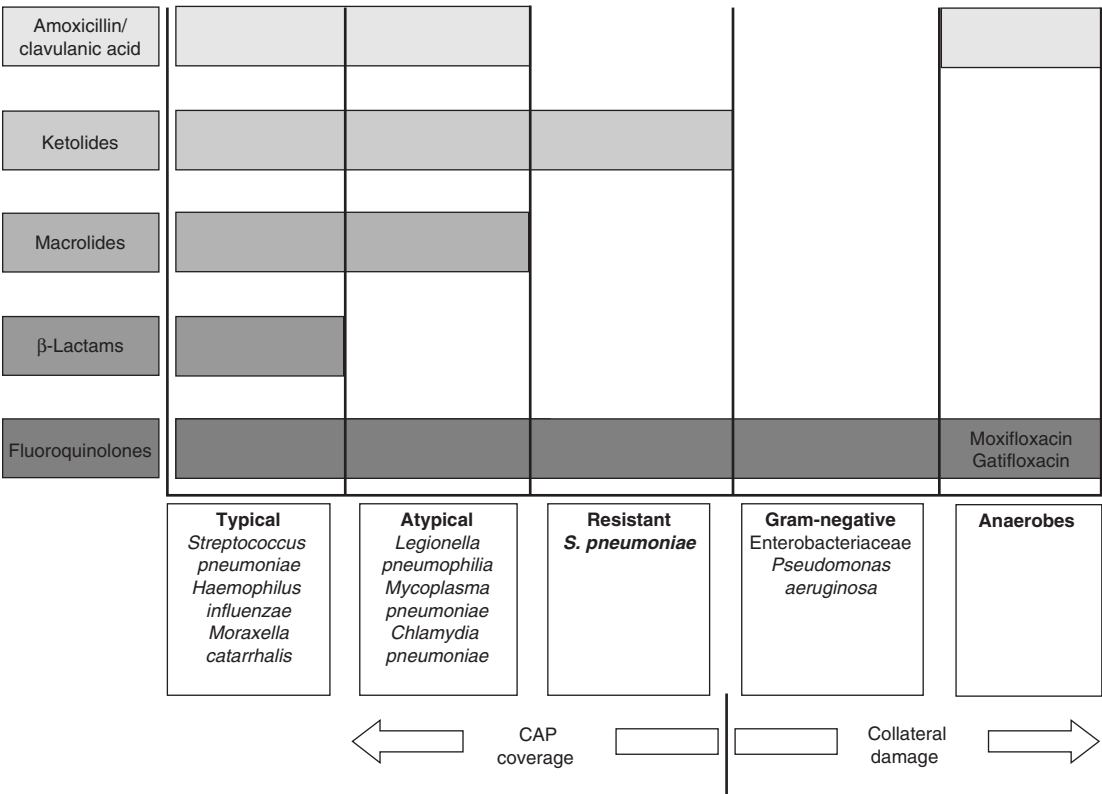 Amoxicillin/
clavulanic acid
Ketolides
Macrolides
β-Lactams
Fluoroquinolones
Moxifloxacin
Gatifloxacin
Typical
Streptococcus
pneumoniae
Haemophilus
influenzae
Moraxella
catarrhalis
Atypical
Legionella
pneumophilia
Mycoplasma
pneumoniae
Chlamydia
pneumoniae
Resistant
S. pneumoniae
Gram-negative
Enterobacteriaceae
Pseudomonas
aeruginosa
Anaerobes
CAP
coverage
Collateral
damage